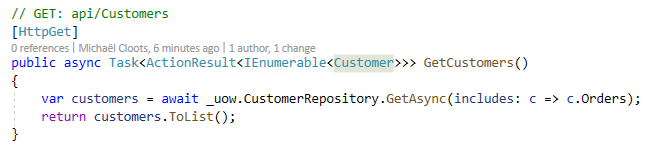 // GET: api/Customers
[HttpGet]
0 references | Michaël Cloots, 6 minutes ago | 1 author, 1 change
public async Task<ActionResult<IEnumerable<Customer>>> GetCustomers()
{
    var customers = await _uow.CustomerRepository.GetAsync(includes: c => c.Orders);
    return customers.ToList();
}